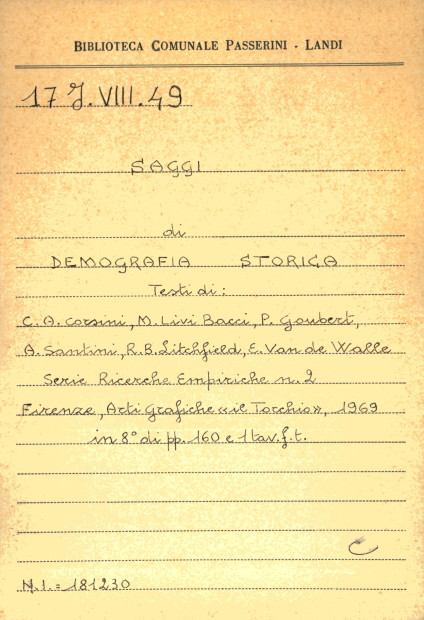 BIBLIOTECA COMUNALE PASSERINI - LANDI
17 J. VIII. 49
SAGGI
di
DEMOGRAFIA STORICA
Testi di:
C. A. Corsini, M. Livi Bacci, P. Goubert,
A. Santini, R. B. Litchfield, E. Van de Walle
Serie Ricerche Empiriche n. 2
Firenze, Arti Grafiche «il Torchio», 1969
in 8° di pp. 160 e 1 tav. f. t.
C
N. I. = 181230